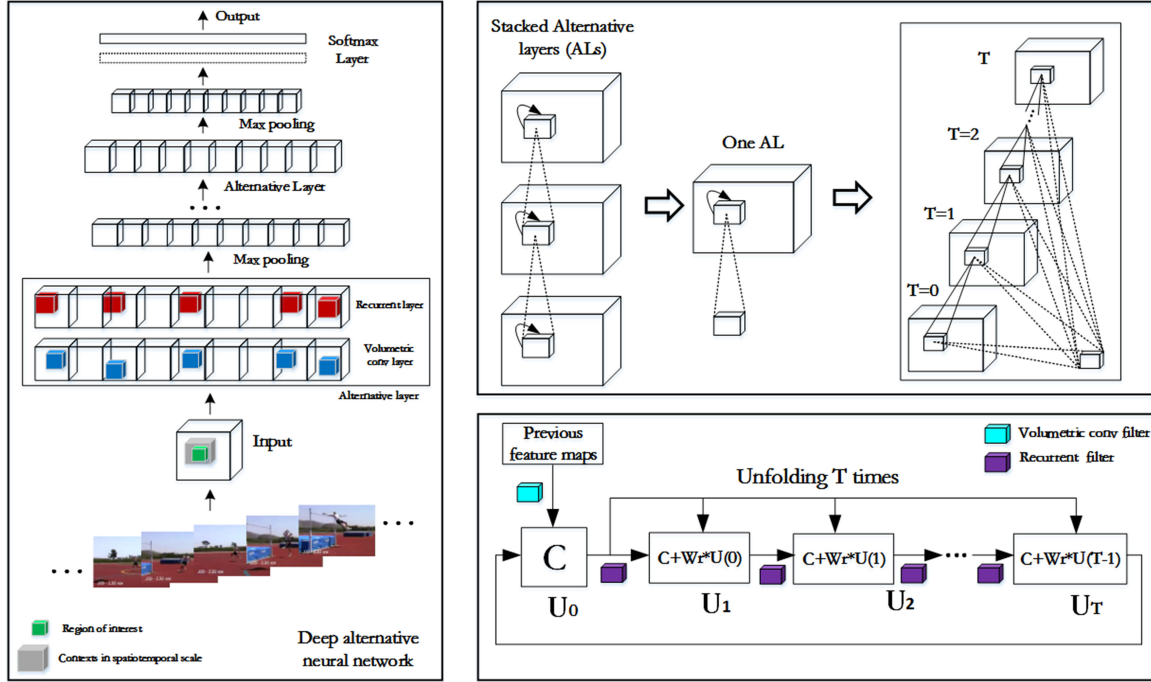 Output
Softmax
Layer
Max pooling
Alternative Layer
...
Max pooling
Recurrent layer
Volumetric
conv layer
Alternative layer
Input
...
...
Region of interest
Contexts in spatiotemporal scale
Deep alternative
neural network
Stacked Alternative
layers (ALs)
One AL
T
T=2
T=1
T=0
Previous
feature maps
Volumetric conv filter
Recurrent filter
Unfolding T times
C
C+Wr*U(0)
C+Wr*U(1)
...
C+Wr*U(T-1)
U0
U1
U2
UT